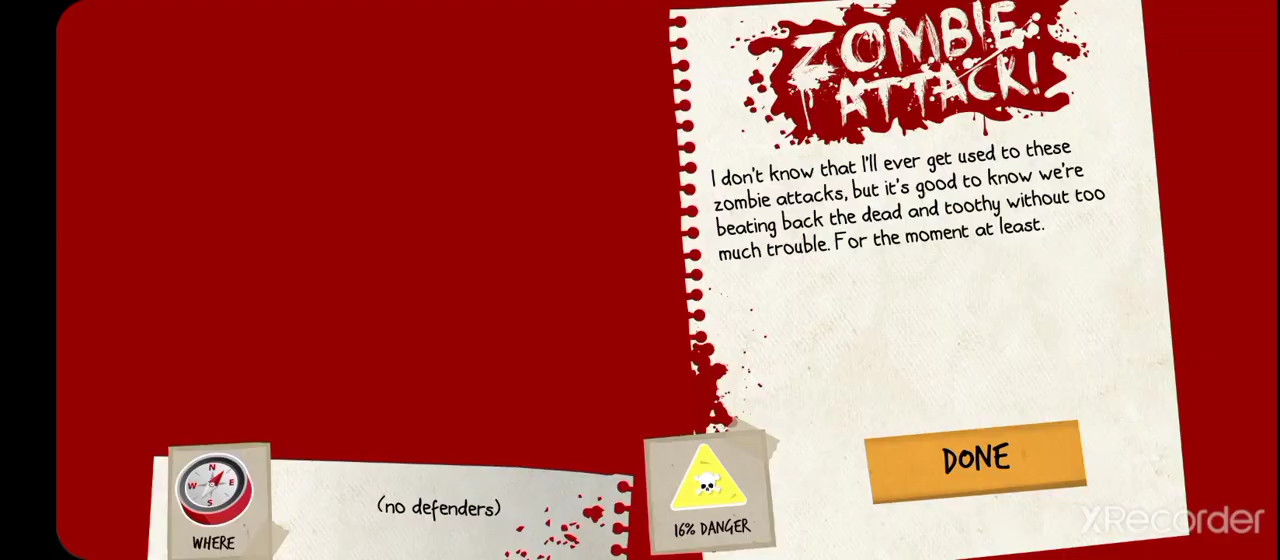 ZOMBIE
ATTACK!
I don't know that I'll ever get used to these
zombie attacks, but it's good to know we're
beating back the dead and toothy without too
much trouble. For the moment at least.
DONE
N
W E
S
WHERE
(no defenders)
16% DANGER
XRecorder